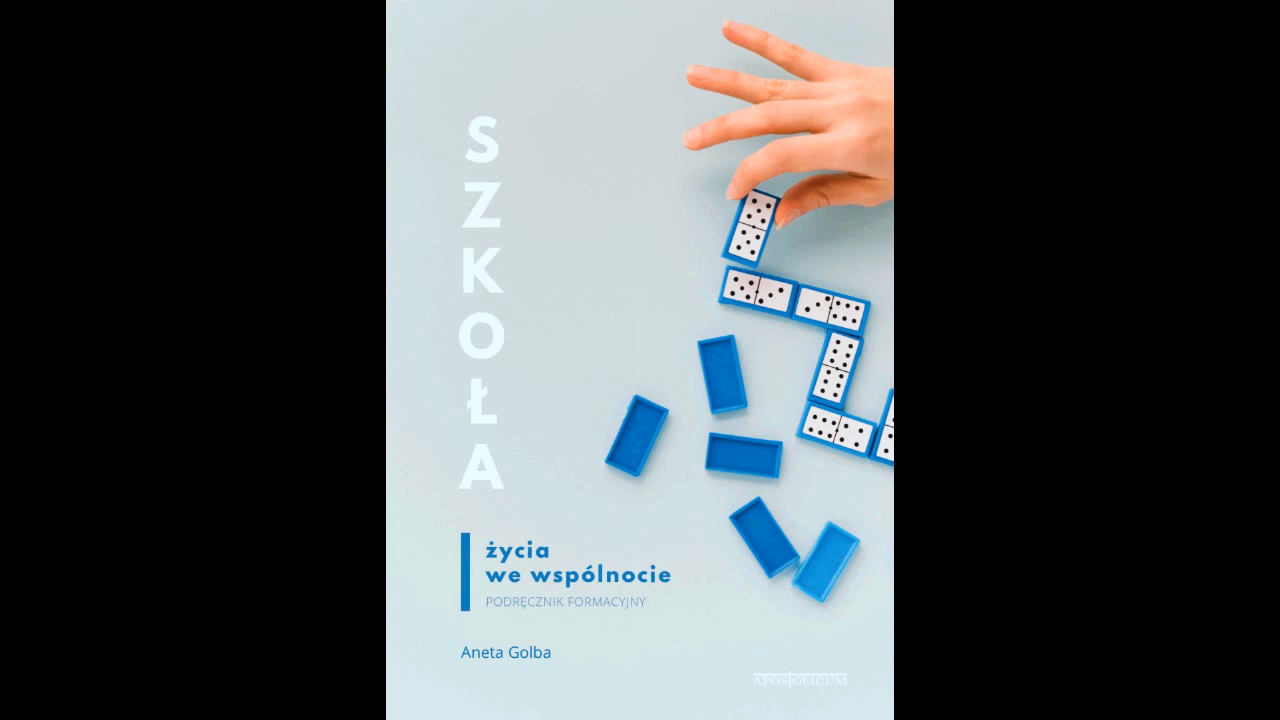 SZKOŁA
życia
we wspólnocie
PODRĘCZNIK FORMACYJNY
Aneta Golba
APOSTOLICUM